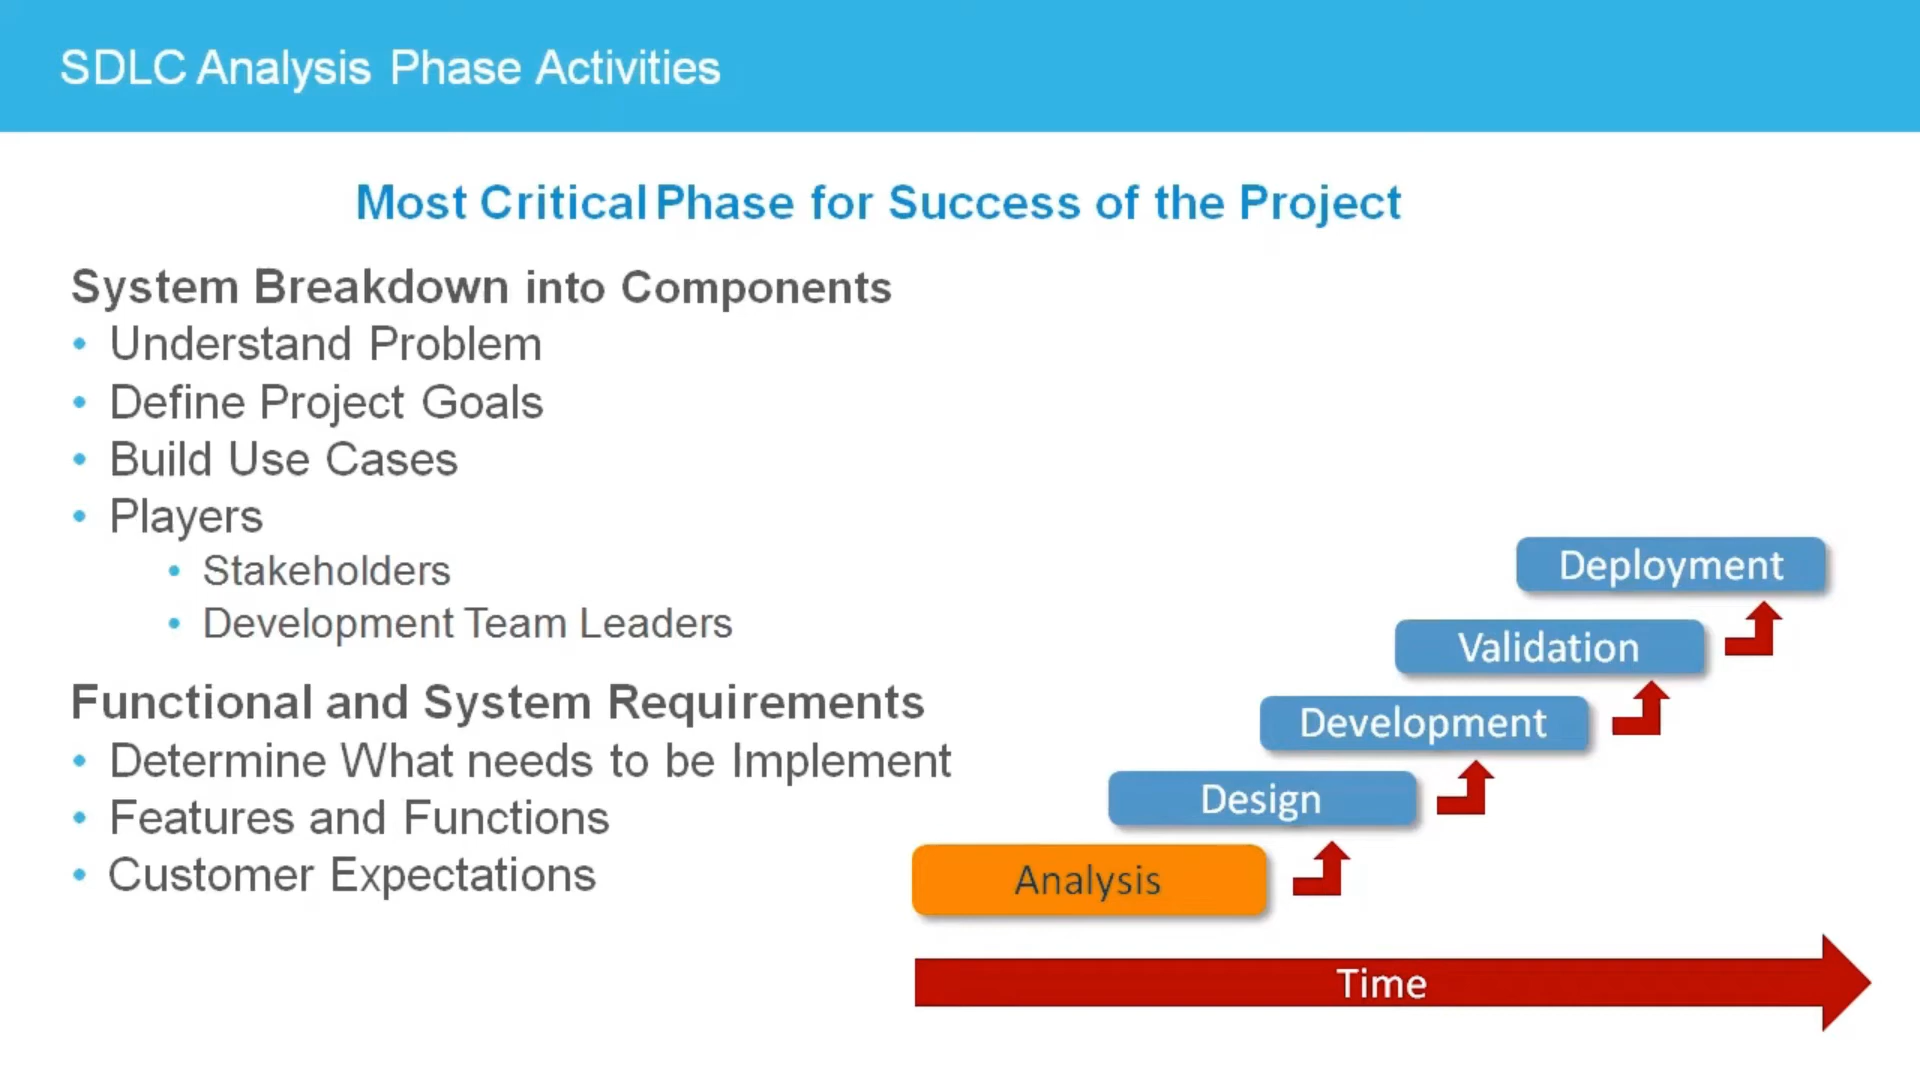 SDLC Analysis Phase Activities
Most Critical Phase for Success of the Project
System Breakdown into Components
• Understand Problem
• Define Project Goals
• Build Use Cases
• Players
• Stakeholders
• Development Team Leaders
Functional and System Requirements
• Determine What needs to be Implement
• Features and Functions
• Customer Expectations
Deployment
Validation
Development
Design
Analysis
Time